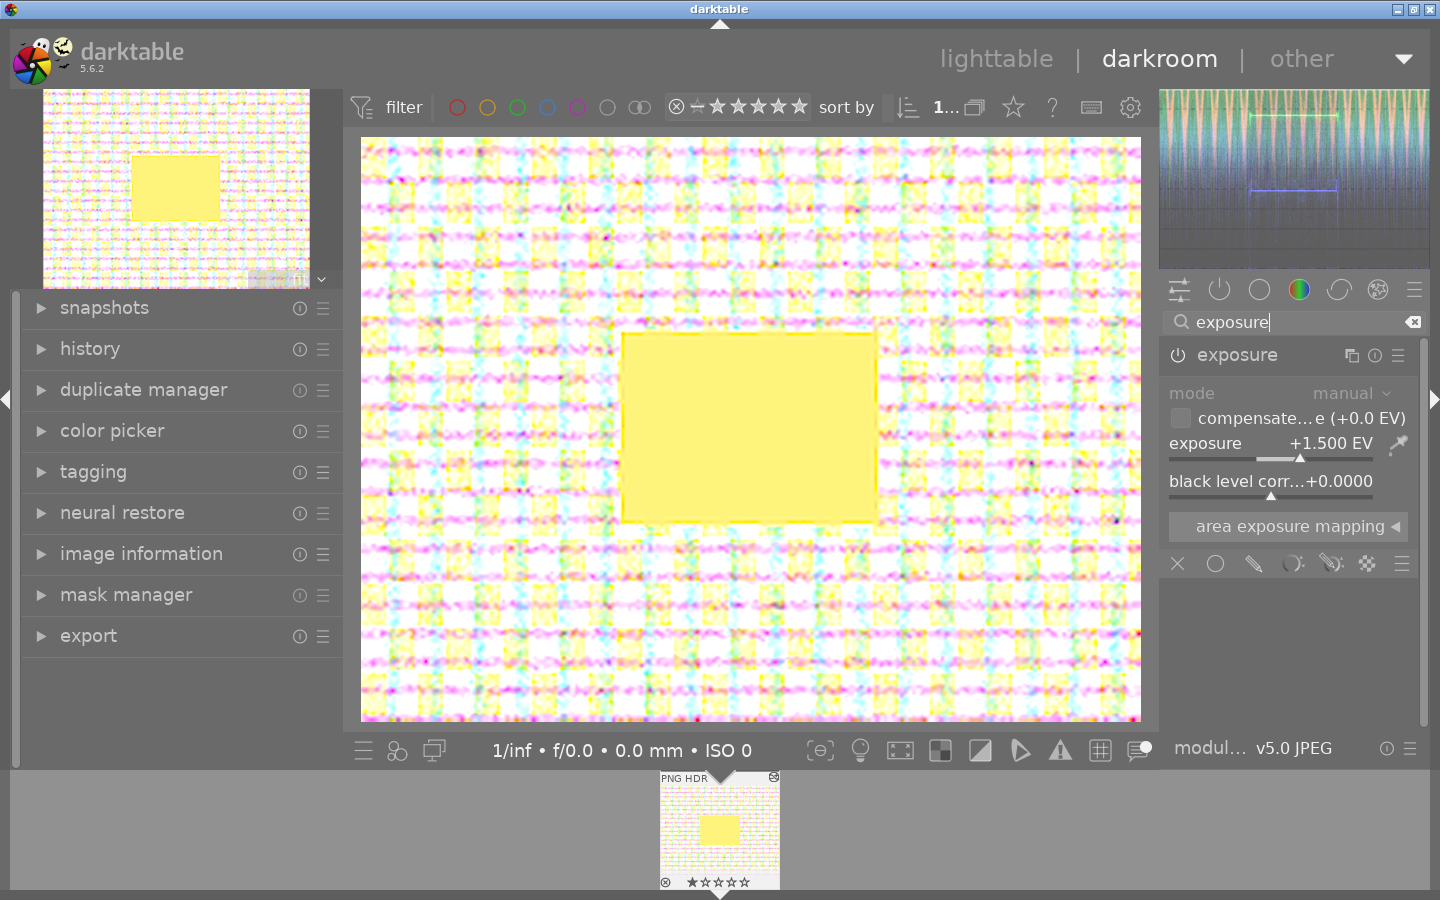 darktable
darktable
5.6.2
lighttable | darkroom | other
filter
sort by
1...
snapshots
history
duplicate manager
color picker
tagging
neural restore
image information
mask manager
export
exposure
exposure
mode manual
compensate...e (+0.0 EV)
exposure +1.500 EV
black level corr...+0.0000
area exposure mapping
1/inf • f/0.0 • 0.0 mm • ISO 0
modul... v5.0 JPEG
PNG HDR